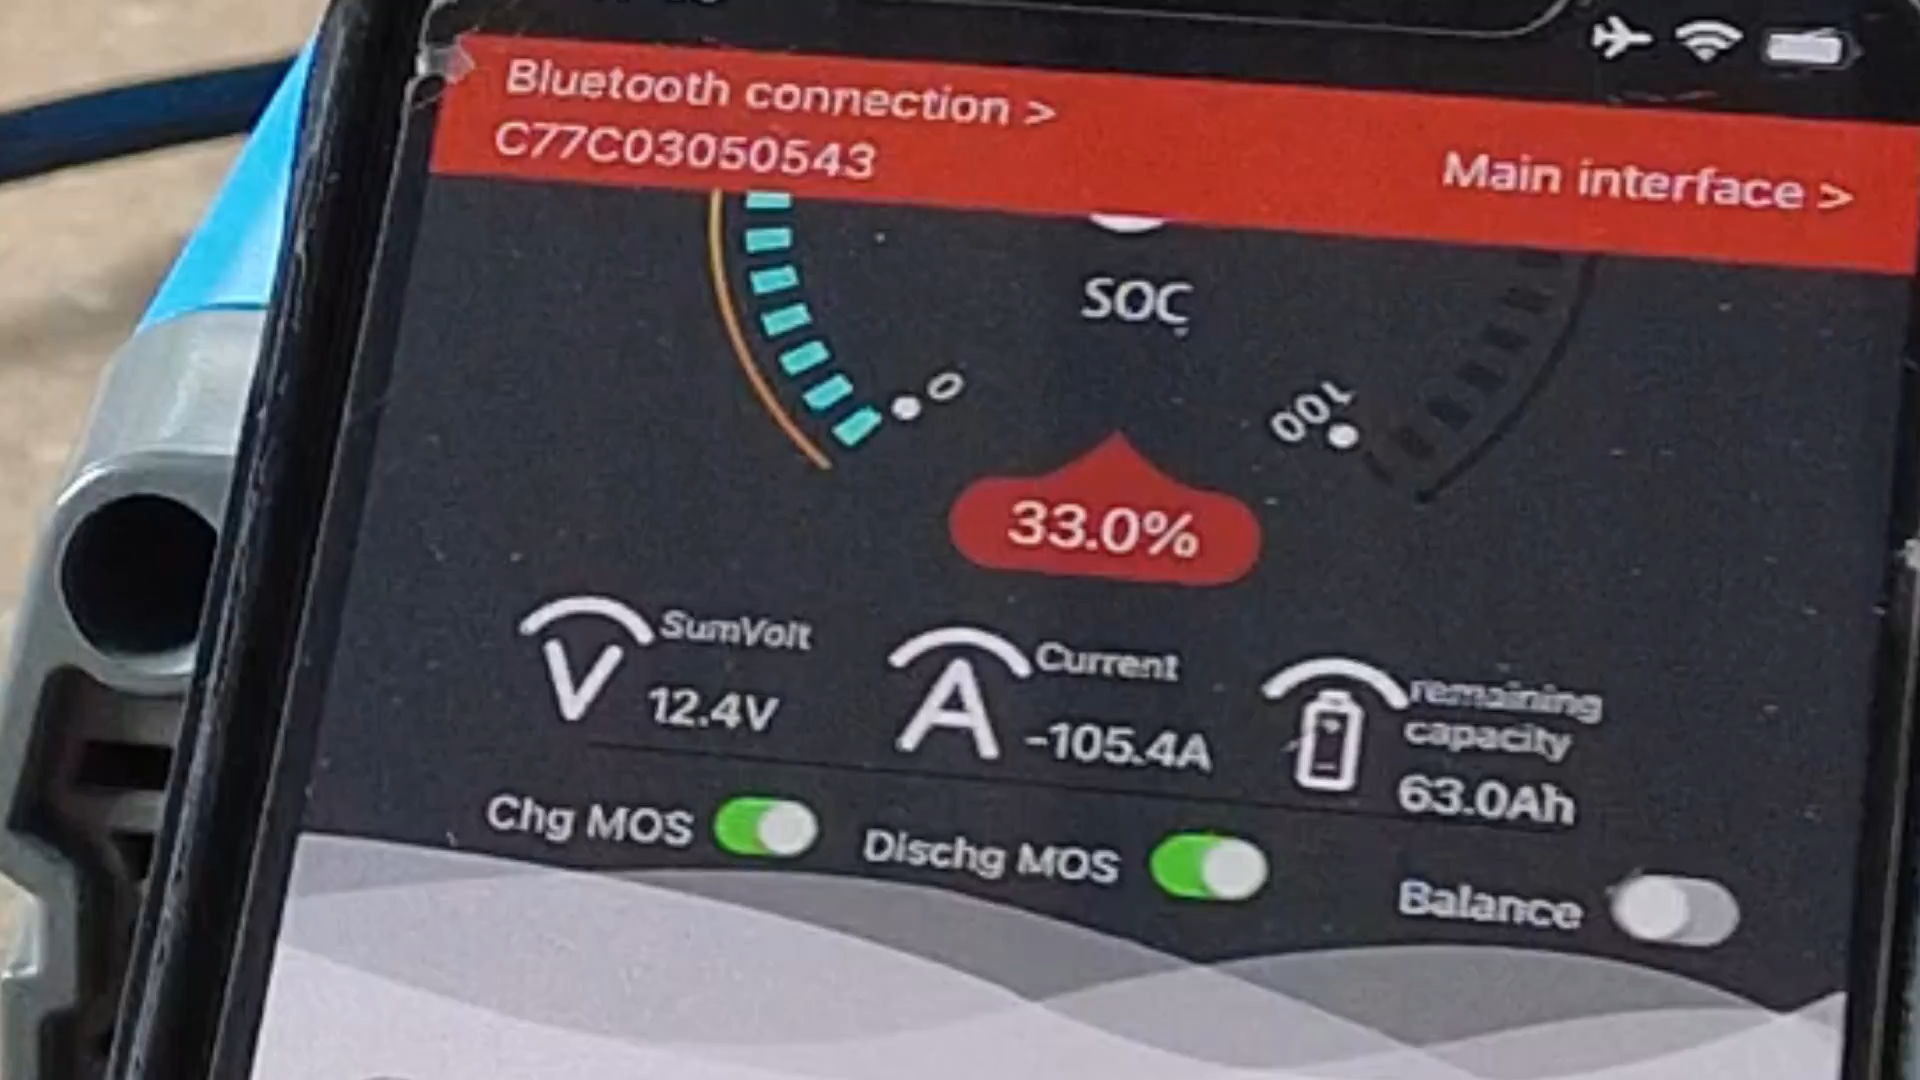 Bluetooth connection >
C77C03050543
Main interface >
SOC
0
100
33.0%
SumVolt
V
12.4V
Current
A
-105.4A
remaining
capacity
63.0Ah
Chg MOS
Dischg MOS
Balance